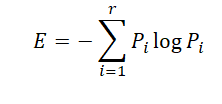 E = − ∑_{i=1}^{r} P_i log P_i